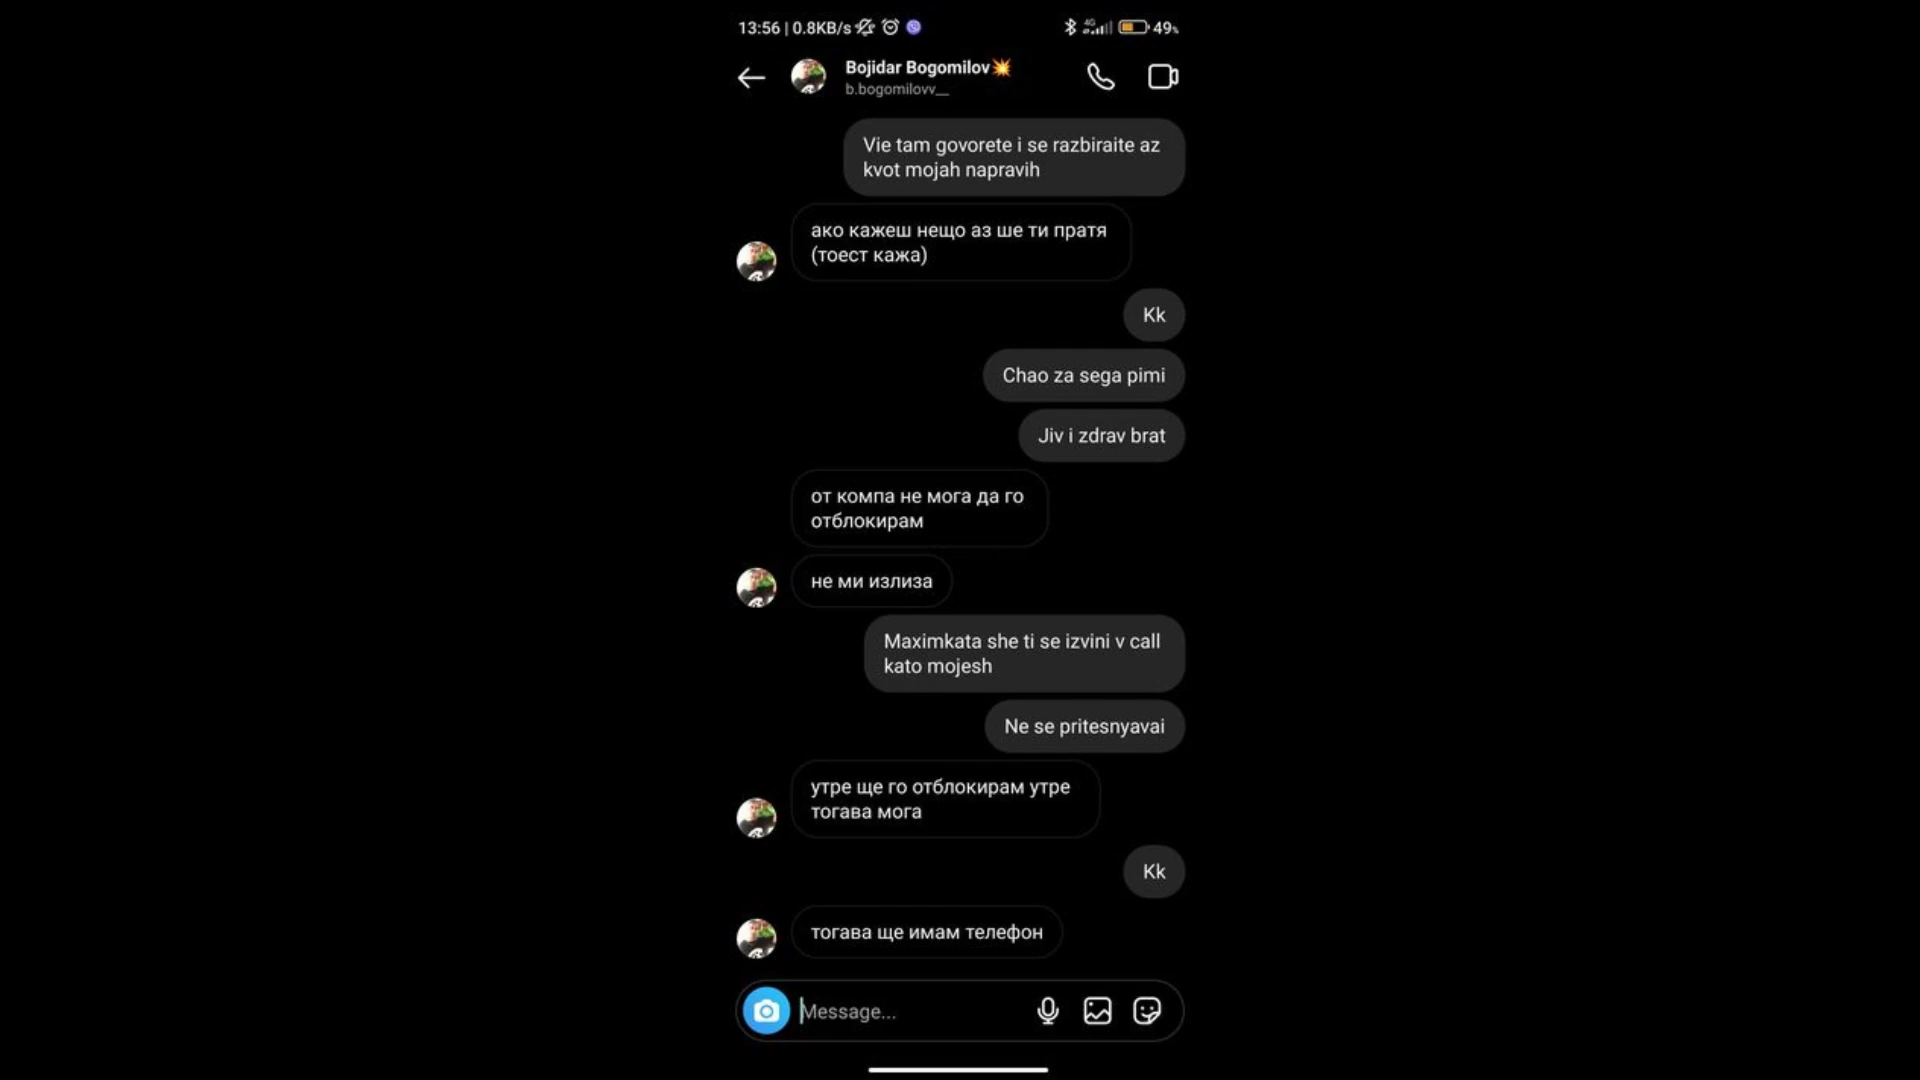 13:56 | 0.8KB/s 4G 49%
Bojidar Bogomilov💥
b.bogomilovv__
Vie tam govorete i se razbiraite az
kvot mojah napravih
ако кажеш нещо аз ше ти пратя
(тоест кажа)
Kk
Chao za sega pimi
Jiv i zdrav brat
от компа не мога да го
отблокирам
не ми излиза
Maximkata she ti se izvini v call
kato mojesh
Ne se pritesnyavai
утре ще го отблокирам утре
тогава мога
Kk
тогава ще имам телефон
Message...